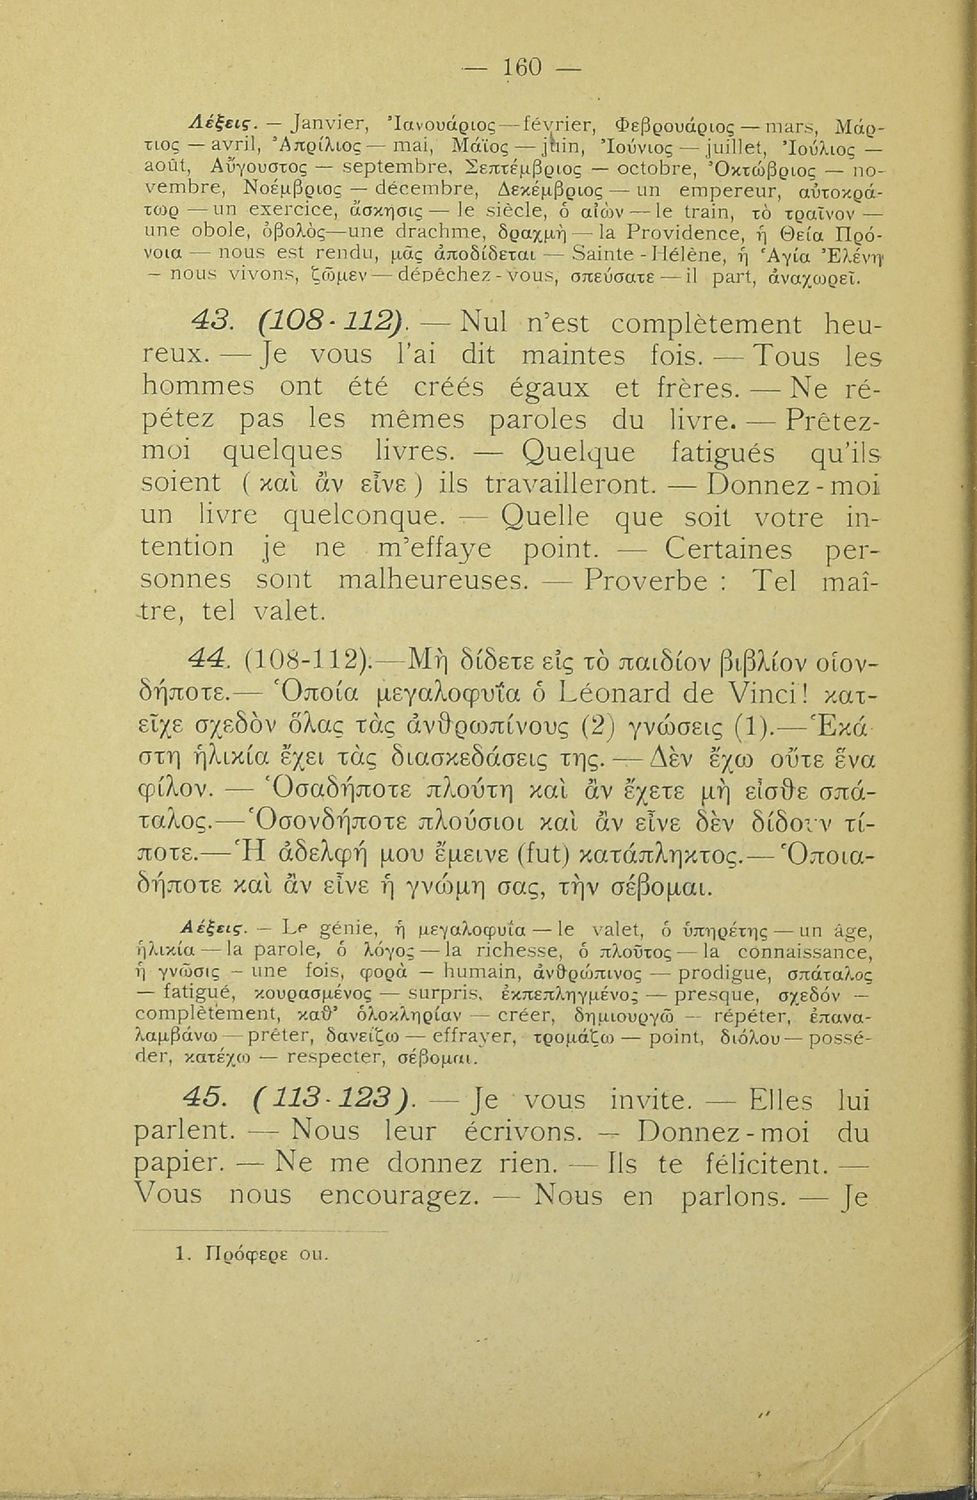 — 160 —
Λέξεις. — Janvier, Ἰανουάριος — février, Φεβρουάριος — mars, Μάρ-
τιος — avril, Ἀπρίλιος — mai, Μάϊος — juin, Ἰούνιος — juillet, Ἰούλιος —
août, Αὔγουστος — septembre, Σεπτέμβριος — octobre, Ὀκτώβριος — no-
vembre, Νοέμβριος — décembre, Δεκέμβριος — un empereur, αὐτοκρά-
τωρ — un exercice, ἄσκησις — le siècle, ὁ αἰὼν — le train, τὸ τραῖνον —
une obole, ὀβολὸς — une drachme, δραχμὴ — la Providence, ἡ Θεία Πρό-
νοια — nous est rendu, μᾶς ἀποδίδεται — Sainte - Hélène, ἡ Ἁγία Ἑλένη
— nous vivons, ζῶμεν — dépêchez-vous, σπεύσατε — il part, ἀναχωρεῖ.
43. (108-112). — Nul n'est complètement heu-
reux. — Je vous l'ai dit maintes fois. — Tous les
hommes ont été créés égaux et frères. — Ne ré-
pétez pas les mêmes paroles du livre. — Prêtez-
moi quelques livres. — Quelque fatigués qu'ils
soient ( καὶ ἂν εἶνε ) ils travailleront. — Donnez-moi
un livre quelconque. — Quelle que soit votre in-
tention je ne m'effaye point. — Certaines per-
sonnes sont malheureuses. — Proverbe : Tel maî-
tre, tel valet.
44. (108-112). — Μὴ δίδετε εἰς τὸ παιδίον βιβλίον οἱον-
δήποτε. — Ὁποία μεγαλοφυΐα ὁ Léonard de Vinci! κατ-
εῖχε σχεδὸν ὅλας τὰς ἀνθρωπίνους (2) γνώσεις (1). — Ἑκά
στη ἡλικία ἔχει τὰς διασκεδάσεις της. — Δὲν ἔχω οὔτε ἕνα
φίλον. — Ὁσαδήποτε πλούτη καὶ ἂν ἔχετε μὴ εἶσθε σπά-
ταλος. — Ὁσονδήποτε πλούσιοι καὶ ἂν εἶνε δὲν δίδουν τί-
ποτε. — Ἡ ἀδελφή μου ἔμεινε (fut) κατάπληκτος. — Ὁποια-
δήποτε καὶ ἂν εἶνε ἡ γνώμη σας, τὴν σέβομαι.
Λέξεις. — Le génie, ἡ μεγαλοφυΐα — le valet, ὁ ὑπηρέτης — un âge,
ἡλικία — la parole, ὁ λόγος — la richesse, ὁ πλοῦτος — la connaissance,
ἡ γνῶσις — une fois, φορὰ — humain, ἀνθρώπινος — prodigue, σπάταλος
— fatigué, κουρασμένος — surpris, ἐκπεπληγμένος — presque, σχεδόν —
complètement, καθ' ὁλοκληρίαν — créer, δημιουργῶ — répéter, ἐπανα-
λαμβάνω — prêter, δανείζω — effrayer, τρομάζω — point, διόλου — possé-
der, κατέχω — respecter, σέβομαι.
45. (113-123). — Je vous invite. — Elles lui
parlent. — Nous leur écrivons. — Donnez-moi du
papier. — Ne me donnez rien. — Ils te félicitent. —
Vous nous encouragez. — Nous en parlons. — Je
1. Πρόφερε ου.